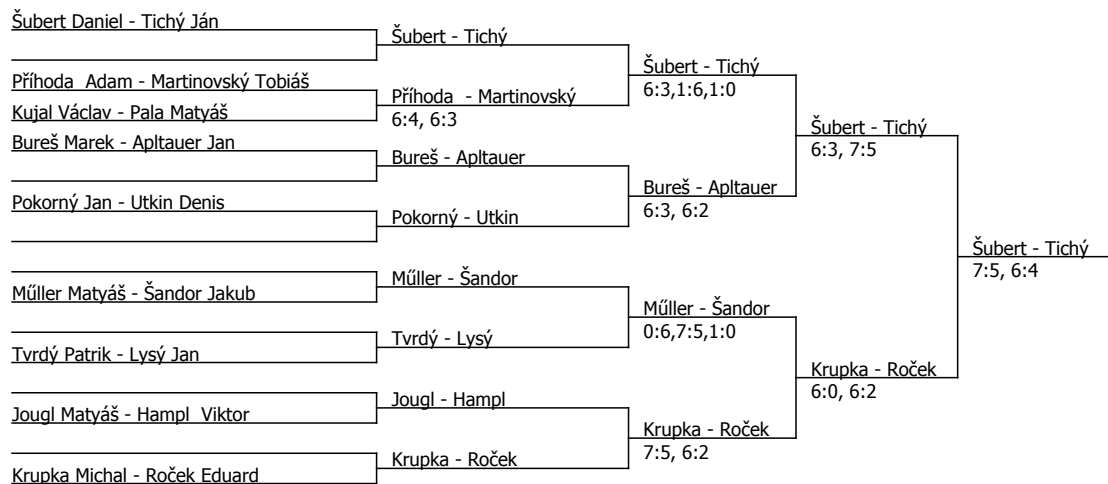 Šubert Daniel - Tichý Ján
Příhoda  Adam - Martinovský Tobiáš
Kujal Václav - Pala Matyáš
Bureš Marek - Apltauer Jan
Pokorný Jan - Utkin Denis
Műller Matyáš - Šandor Jakub
Tvrdý Patrik - Lysý Jan
Jougl Matyáš - Hampl  Viktor
Krupka Michal - Roček Eduard
Šubert - Tichý
Příhoda  - Martinovský
6:4, 6:3
Bureš - Apltauer
Pokorný - Utkin
Műller - Šandor
Tvrdý - Lysý
Jougl - Hampl
Krupka - Roček
Šubert - Tichý
6:3,1:6,1:0
Bureš - Apltauer
6:3, 6:2
Műller - Šandor
0:6,7:5,1:0
Krupka - Roček
7:5, 6:2
Šubert - Tichý
6:3, 7:5
Krupka - Roček
6:0, 6:2
Šubert - Tichý
7:5, 6:4